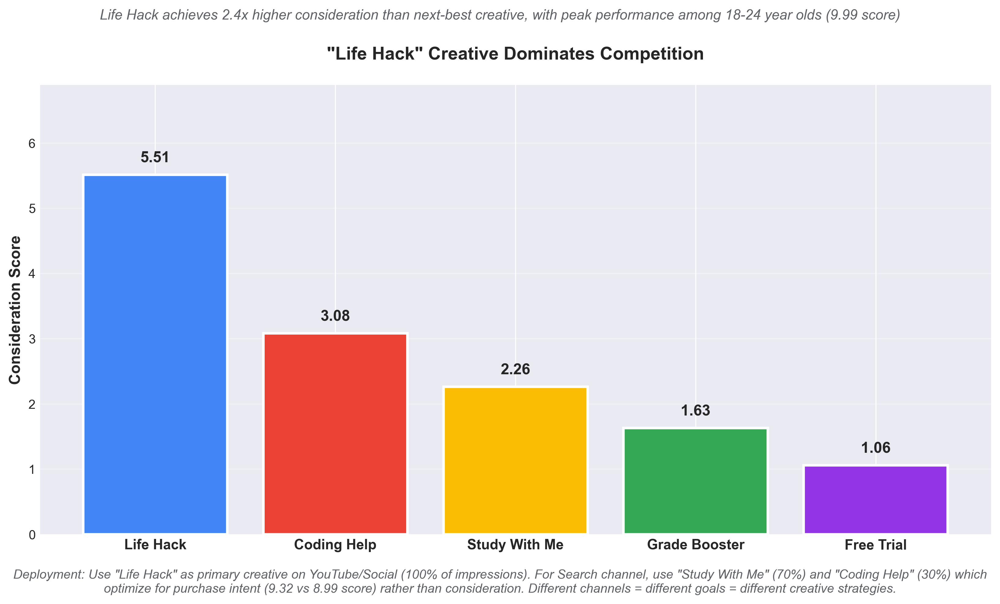 Life Hack achieves 2.4x higher consideration than next-best creative, with peak performance among 18-24 year olds (9.99 score)
"Life Hack" Creative Dominates Competition
Consideration Score
6
5
4
3
2
1
0
5.51
3.08
2.26
1.63
1.06
Life Hack
Coding Help
Study With Me
Grade Booster
Free Trial
Deployment: Use "Life Hack" as primary creative on YouTube/Social (100% of impressions). For Search channel, use "Study With Me" (70%) and "Coding Help" (30%) which
optimize for purchase intent (9.32 vs 8.99 score) rather than consideration. Different channels = different goals = different creative strategies.